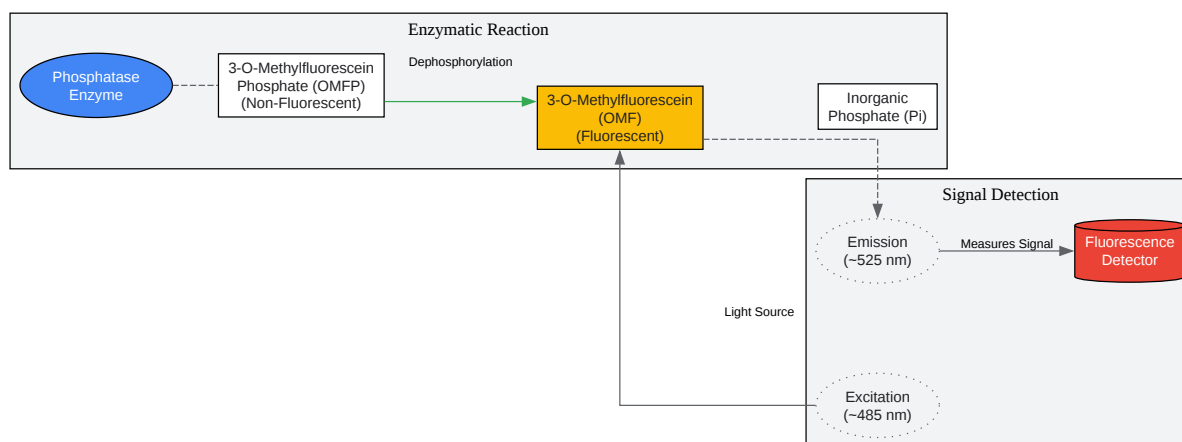 Enzymatic Reaction
Phosphatase
Enzyme
3-O-Methylfluorescein
Phosphate (OMFP)
(Non-Fluorescent)
Dephosphorylation
3-O-Methylfluorescein
(OMF)
(Fluorescent)
Inorganic
Phosphate (Pi)
Signal Detection
Emission
(~525 nm)
Measures Signal
Fluorescence
Detector
Light Source
Excitation
(~485 nm)